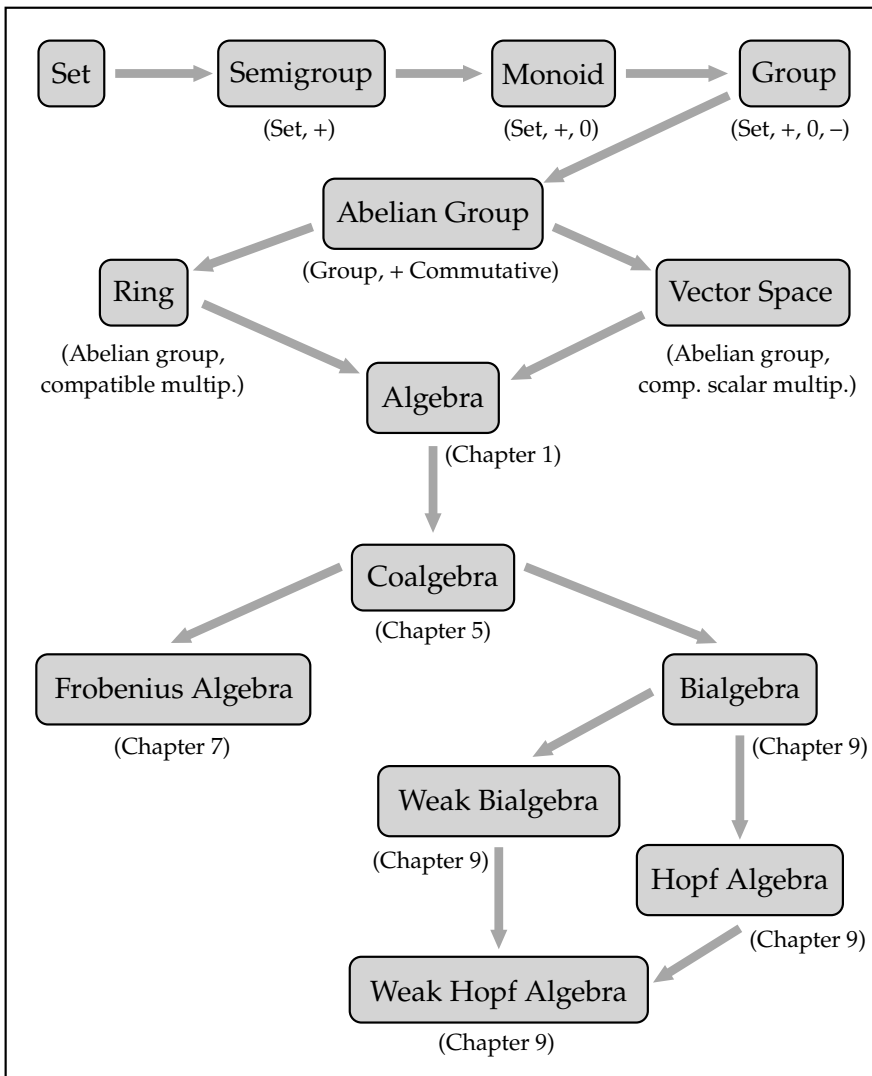 Set
Semigroup
Monoid
Group
(Set, +)
(Set, +, 0)
(Set, +, 0, –)
Abelian Group
(Group, + Commutative)
Ring
Vector Space
(Abelian group,
compatible multip.)
(Abelian group,
comp. scalar multip.)
Algebra
(Chapter 1)
Coalgebra
(Chapter 5)
Frobenius Algebra
(Chapter 7)
Bialgebra
(Chapter 9)
Weak Bialgebra
(Chapter 9)
Hopf Algebra
(Chapter 9)
Weak Hopf Algebra
(Chapter 9)